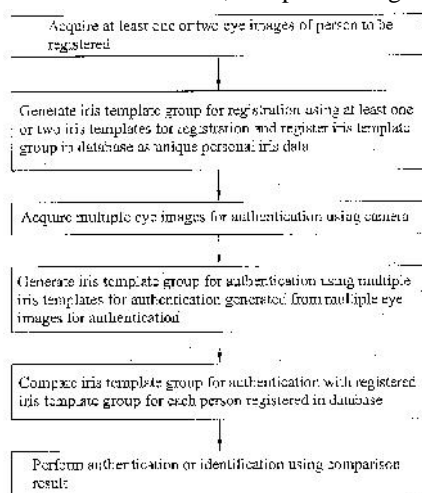 Acquire at least one or two eye images of person to be
registered
Generate iris template group for registration using at least one
or two iris templates for registration and register iris template
group in database as unique personal iris data
Acquire multiple eye images for authentication using camera
Generate iris template group for authentication using multiple
iris templates for authentication generated from multiple eye
images for authentication
Compare iris template group for authentication with registered
iris template group for each person registered in database
Perform authentication or identification using comparison
result